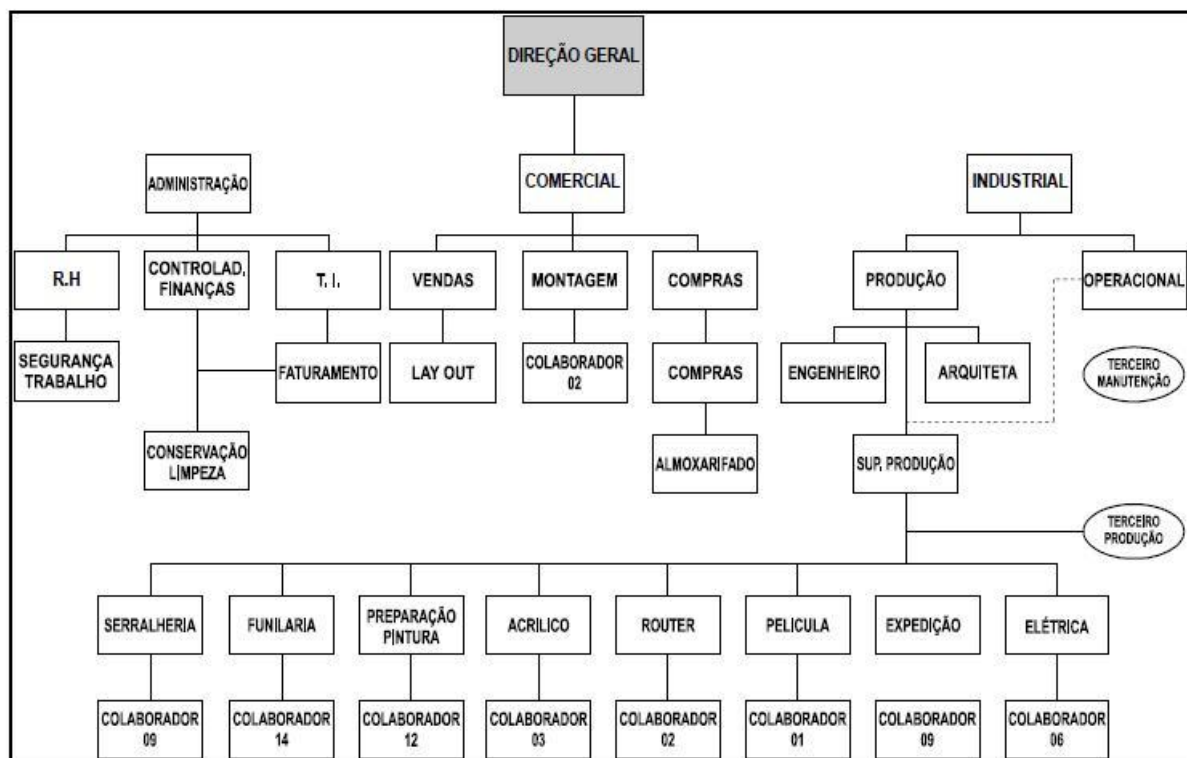 DIREÇÃO GERAL
ADMINISTRAÇÃO
COMERCIAL
INDUSTRIAL
R.H
CONTROLAD,
FINANÇAS
T. I.
VENDAS
MONTAGEM
COMPRAS
PRODUÇÃO
OPERACIONAL
SEGURANÇA
TRABALHO
FATURAMENTO
LAY OUT
COLABORADOR
02
COMPRAS
ENGENHEIRO
ARQUITETA
TERCEIRO
MANUTENÇÃO
CONSERVAÇÃO
LIMPEZA
ALMOXARIFADO
SUP. PRODUÇÃO
TERCEIRO
PRODUÇÃO
SERRALHERIA
FUNILARIA
PREPARAÇÃO
PINTURA
ACRILICO
ROUTER
PELICULA
EXPEDIÇÃO
ELÉTRICA
COLABORADOR
09
COLABORADOR
14
COLABORADOR
12
COLABORADOR
03
COLABORADOR
02
COLABORADOR
01
COLABORADOR
09
COLABORADOR
06